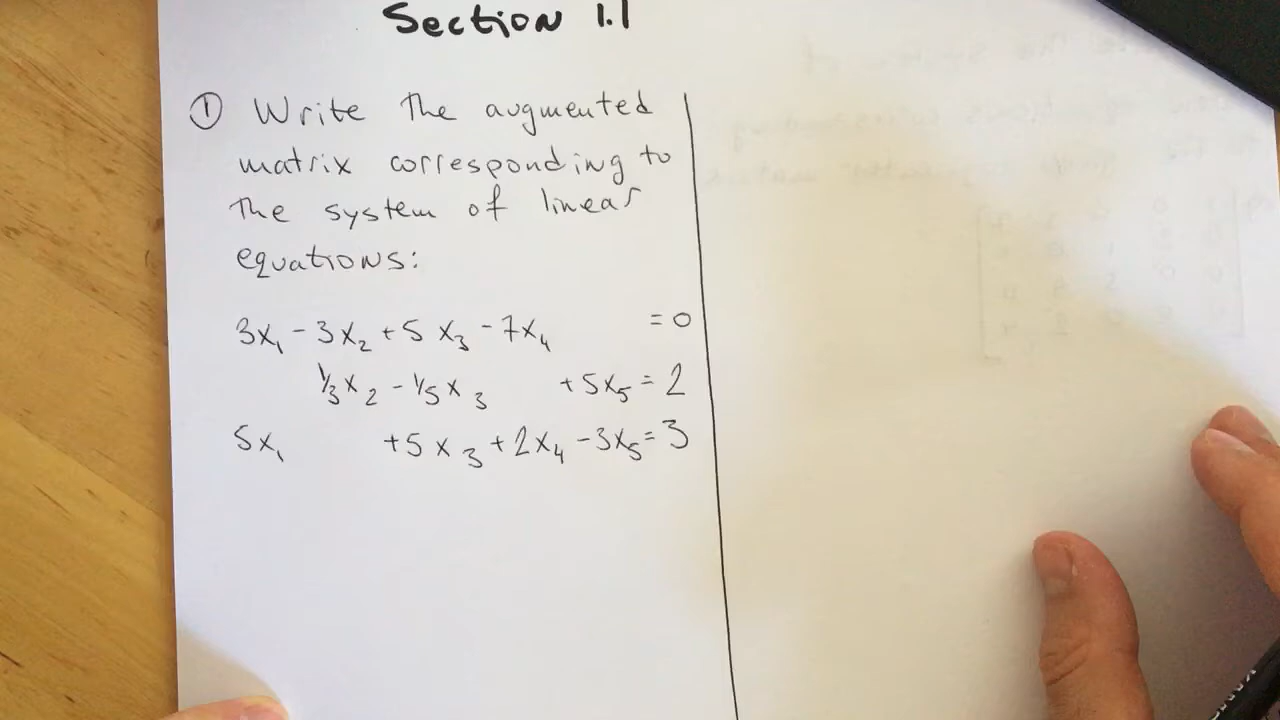 Section 1.1
① Write the augmented
matrix corresponding to
the system of linear
equations:
3x₁ - 3x₂ + 5x₃ - 7x₄ = 0
⅓x₂ - ⅕x₃ + 5x₅ = 2
5x₁ + 5x₃ + 2x₄ - 3x₅ = 3